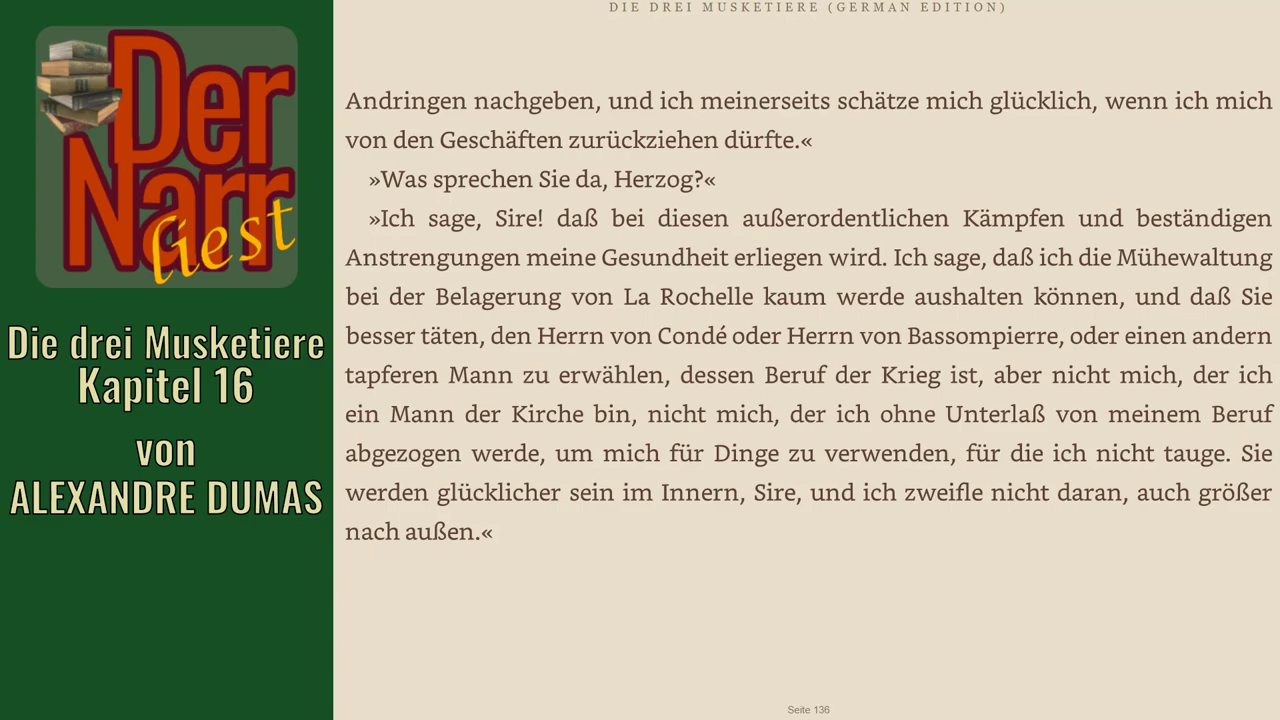 Der
Narr
liest
Die drei Musketiere
Kapitel 16
von
ALEXANDRE DUMAS
DIE DREI MUSKETIERE (GERMAN EDITION)
Andringen nachgeben, und ich meinerseits schätze mich glücklich, wenn ich mich
von den Geschäften zurückziehen dürfte.«
»Was sprechen Sie da, Herzog?«
»Ich sage, Sire! daß bei diesen außerordentlichen Kämpfen und beständigen
Anstrengungen meine Gesundheit erliegen wird. Ich sage, daß ich die Mühewaltung
bei der Belagerung von La Rochelle kaum werde aushalten können, und daß Sie
besser täten, den Herrn von Condé oder Herrn von Bassompierre, oder einen andern
tapferen Mann zu erwählen, dessen Beruf der Krieg ist, aber nicht mich, der ich
ein Mann der Kirche bin, nicht mich, der ich ohne Unterlaß von meinem Beruf
abgezogen werde, um mich für Dinge zu verwenden, für die ich nicht tauge. Sie
werden glücklicher sein im Innern, Sire, und ich zweifle nicht daran, auch größer
nach außen.«
Seite 136